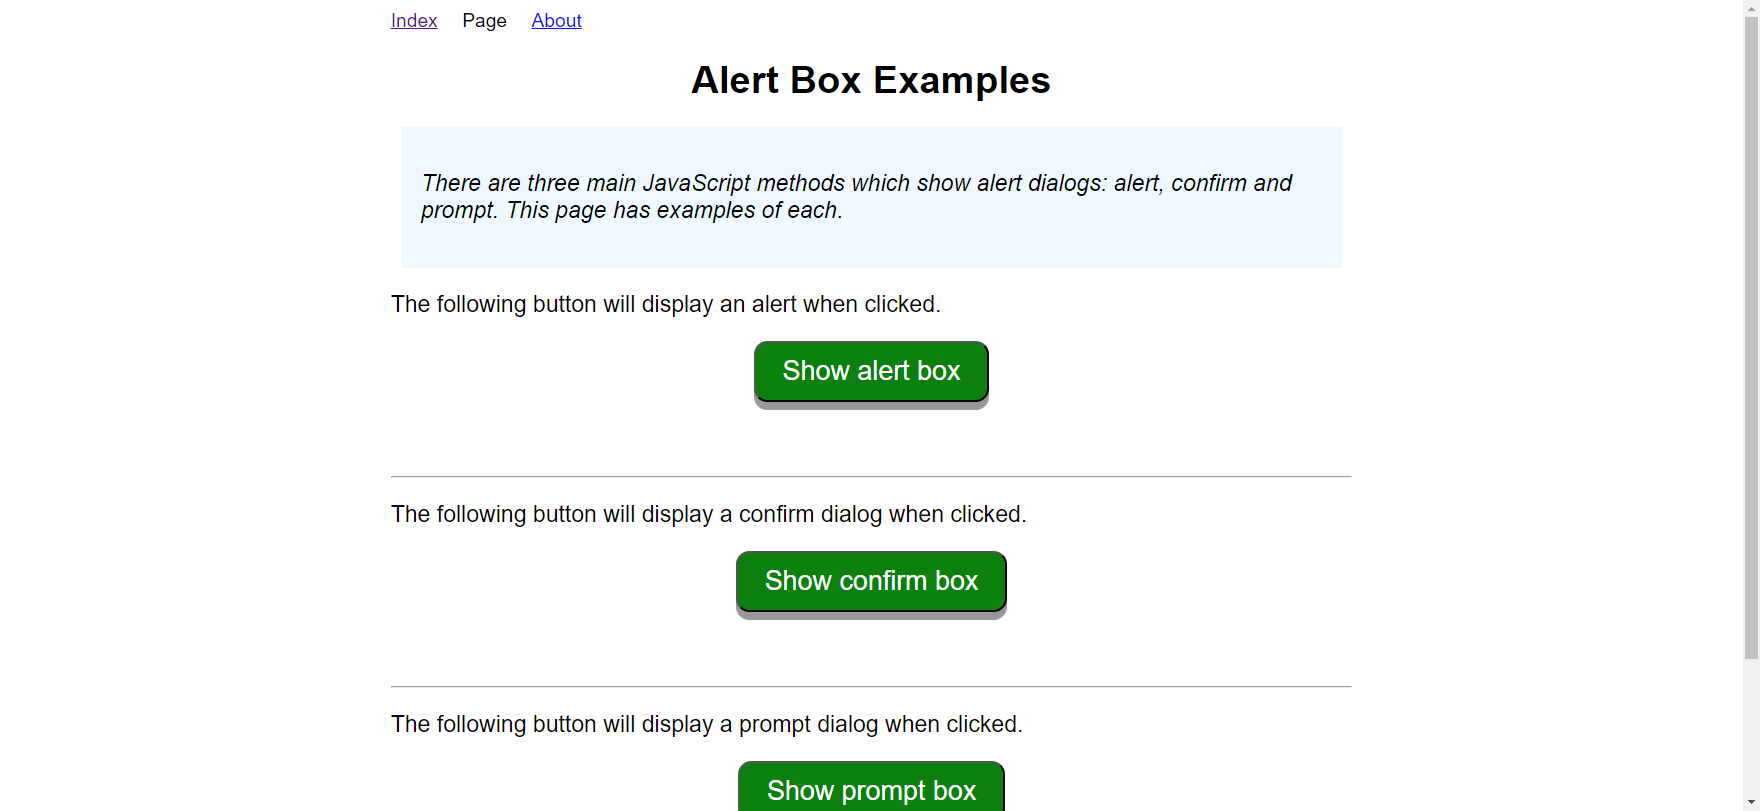 Index Page About
Alert Box Examples
There are three main JavaScript methods which show alert dialogs: alert, confirm and
prompt. This page has examples of each.
The following button will display an alert when clicked.
Show alert box
The following button will display a confirm dialog when clicked.
Show confirm box
The following button will display a prompt dialog when clicked.
Show prompt box